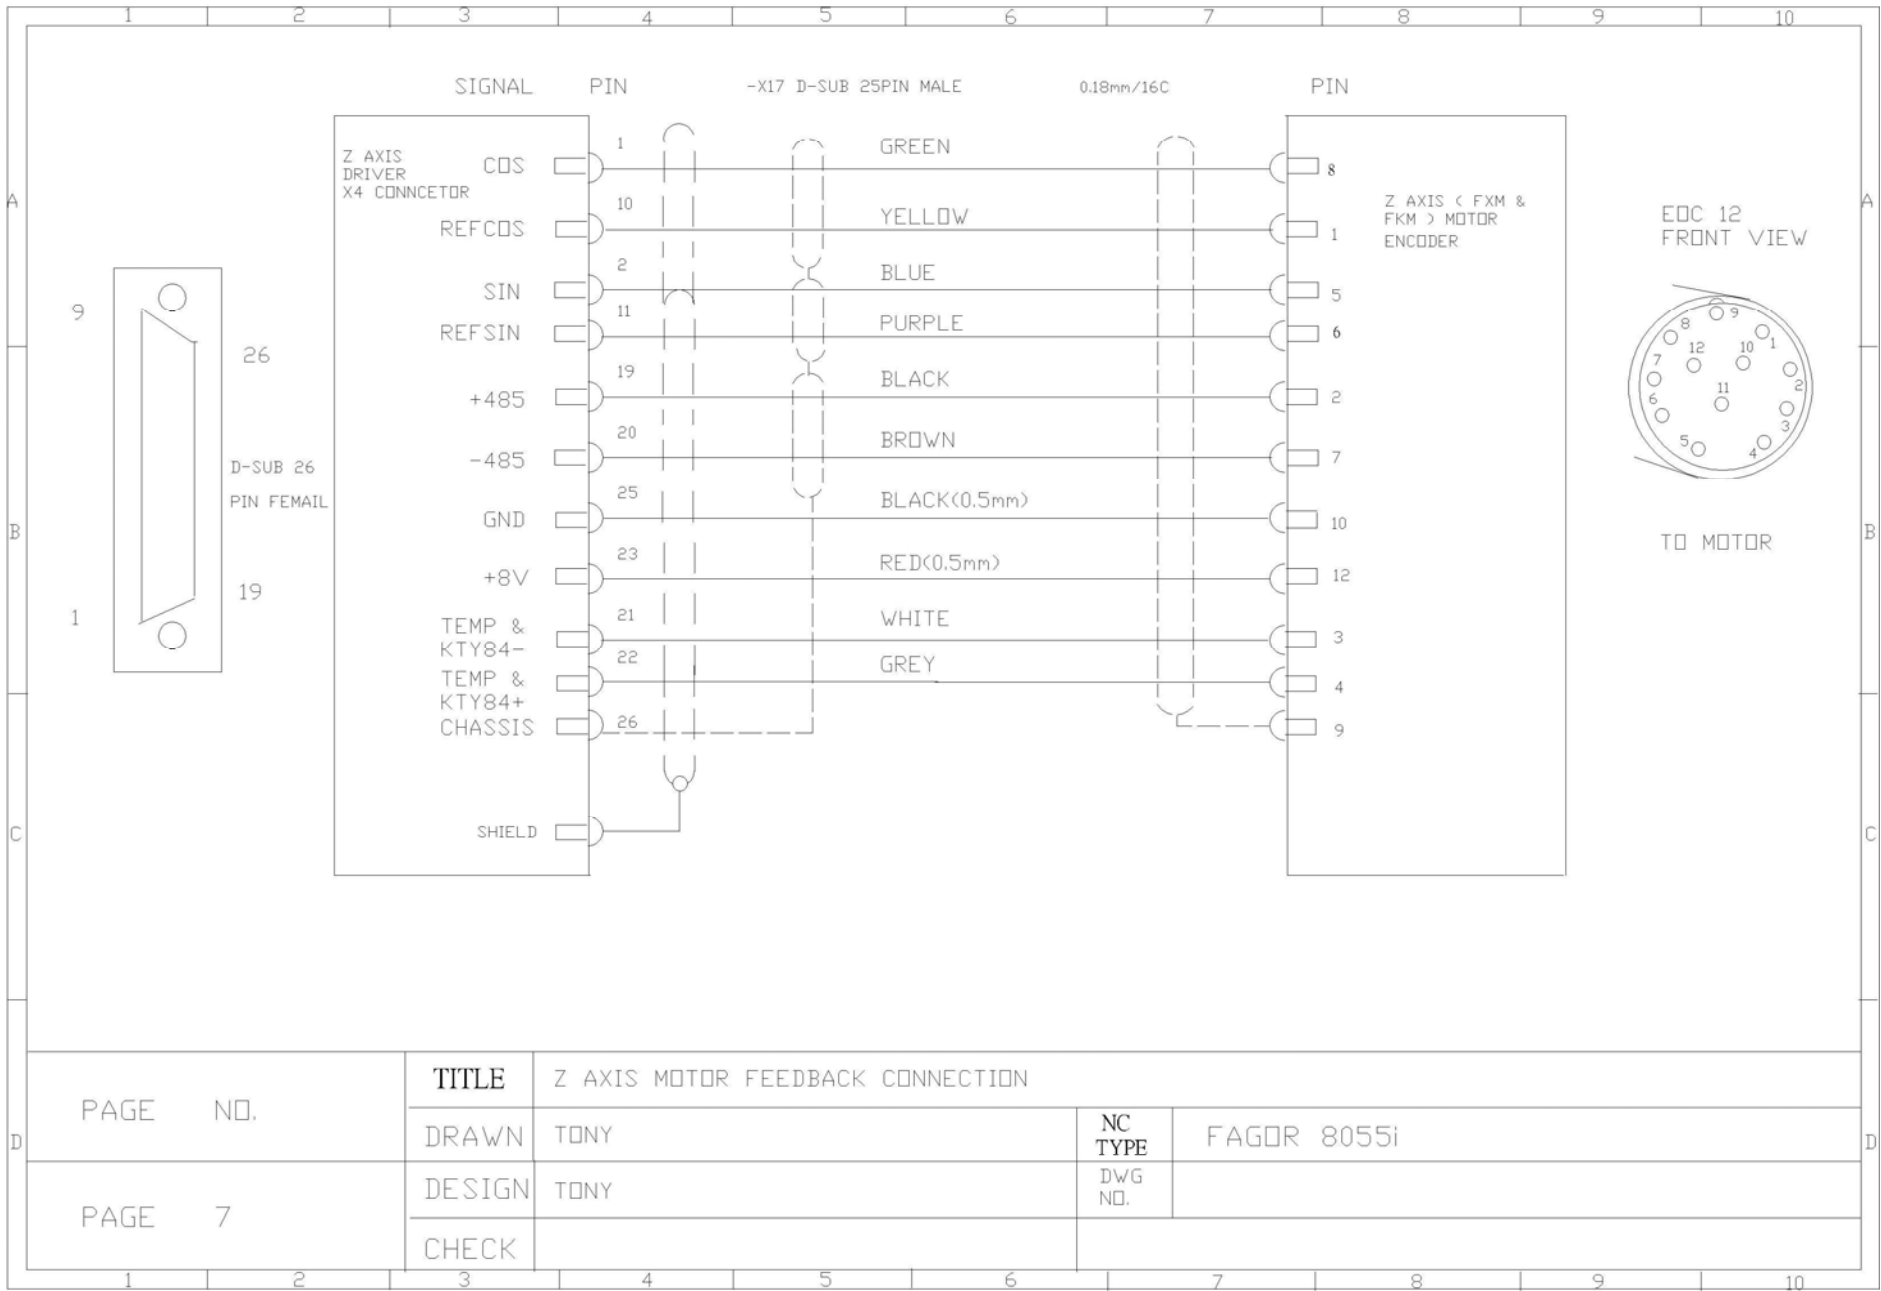 1 2 3 4 5 6 7 8 9 10
SIGNAL PIN -X17 D-SUB 25PIN MALE 0.18mm/16C PIN
Z AXIS
DRIVER
X4 CONNCETOR
COS 1 GREEN 8
REFCOS 10 YELLOW 1
SIN 2 BLUE 5
REFSIN 11 PURPLE 6
+485 19 BLACK 2
-485 20 BROWN 7
GND 25 BLACK(0.5mm) 10
+8V 23 RED(0.5mm) 12
TEMP &
KTY84- 21 WHITE 3
TEMP &
KTY84+ 22 GREY 4
CHASSIS 26 9
SHIELD
Z AXIS ( FXM &
FKM ) MOTOR
ENCODER
EOC 12
FRONT VIEW
9
8 1
12 10
7 2
11
6 3
5 4
TO MOTOR
9
26
D-SUB 26
PIN FEMAIL
19
1
A A
B B
C C
D D
PAGE NO.
PAGE 7
TITLE Z AXIS MOTOR FEEDBACK CONNECTION
DRAWN TONY
NC
TYPE
FAGOR 8055i
DESIGN TONY
DWG
NO.
CHECK
1 2 3 4 5 6 7 8 9 10